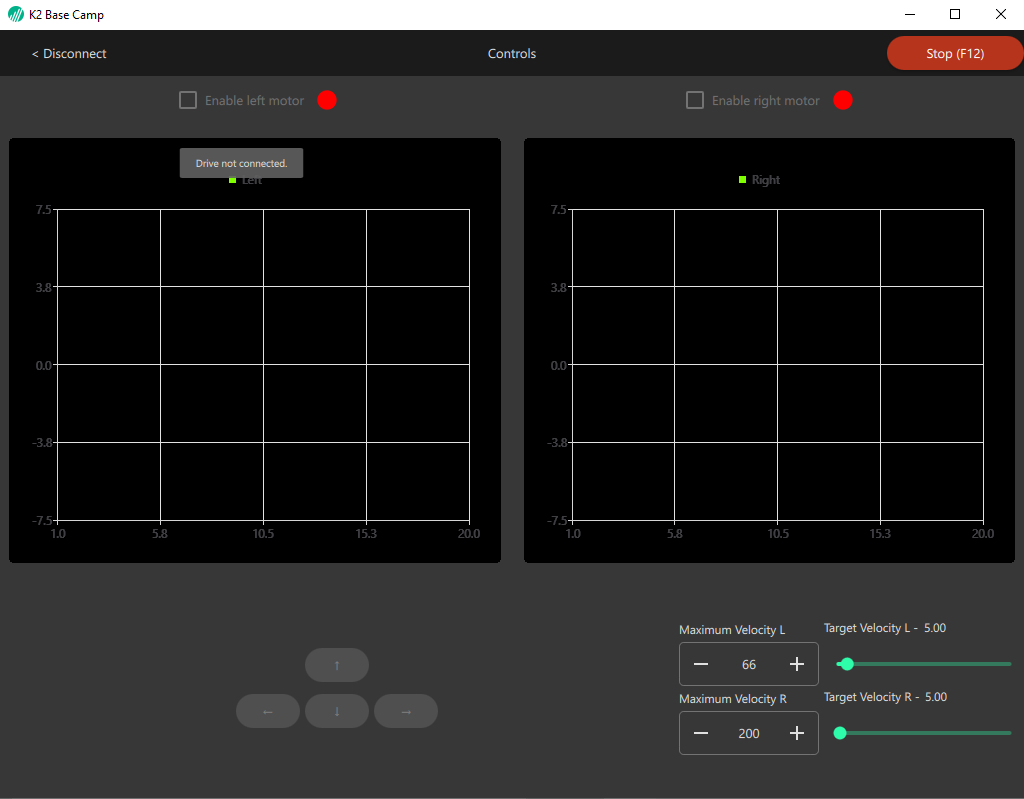 K2 Base Camp
< Disconnect
Controls
Stop (F12)
Enable left motor
Enable right motor
Drive not connected.
Left
Right
7.5
3.8
0.0
-3.8
-7.5
1.0 5.8 10.5 15.3 20.0
7.5
3.8
0.0
-3.8
-7.5
1.0 5.8 10.5 15.3 20.0
↑
← ↓ →
Maximum Velocity L
Target Velocity L - 5.00
66
Maximum Velocity R
Target Velocity R - 5.00
200